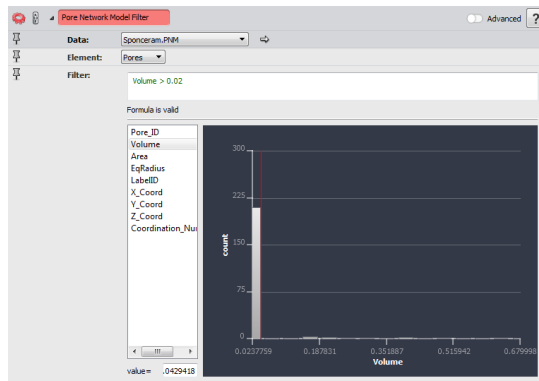 Pore Network Model Filter
Advanced ?
Data: Sponceram.PNM
Element: Pores
Filter: Volume > 0.02
Formula is valid
Pore_ID
Volume
Area
EqRadius
LabelID
X_Coord
Y_Coord
Z_Coord
Coordination_Nu
300
225
150
75
0
count
0.0237759 0.187831 0.351887 0.515942 0.679998
Volume
value= .0429418